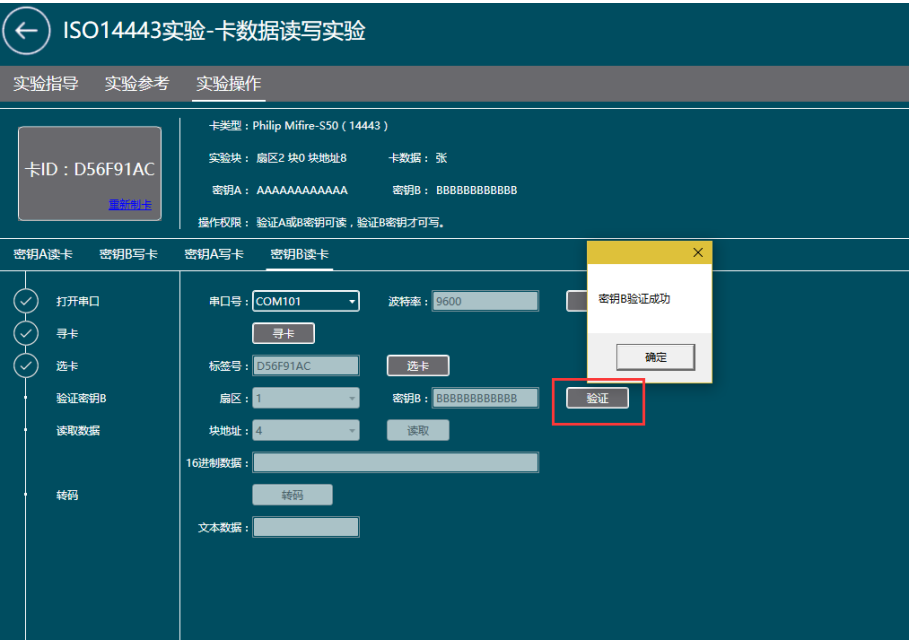 ISO14443实验-卡数据读写实验
实验指导 实验参考 实验操作
卡类型：Philip Mifire-S50（14443）
实验块：扇区2 块0 块地址8 卡数据：张
卡ID：D56F91AC
密钥A：AAAAAAAAAAAA 密钥B：BBBBBBBBBBBB
重新制卡
操作权限：验证A或B密钥可读，验证B密钥才可写。
密钥A读卡 密钥B写卡 密钥A写卡 密钥B读卡
打开串口 串口号：COM101 波特率：9600
密钥B验证成功
确定
寻卡 寻卡
选卡 标签号：D56F91AC 选卡
验证密钥B 扇区：1 密钥B：BBBBBBBBBBBB 验证
读取数据 块地址：4 读取
16进制数据：
转码 转码
文本数据：